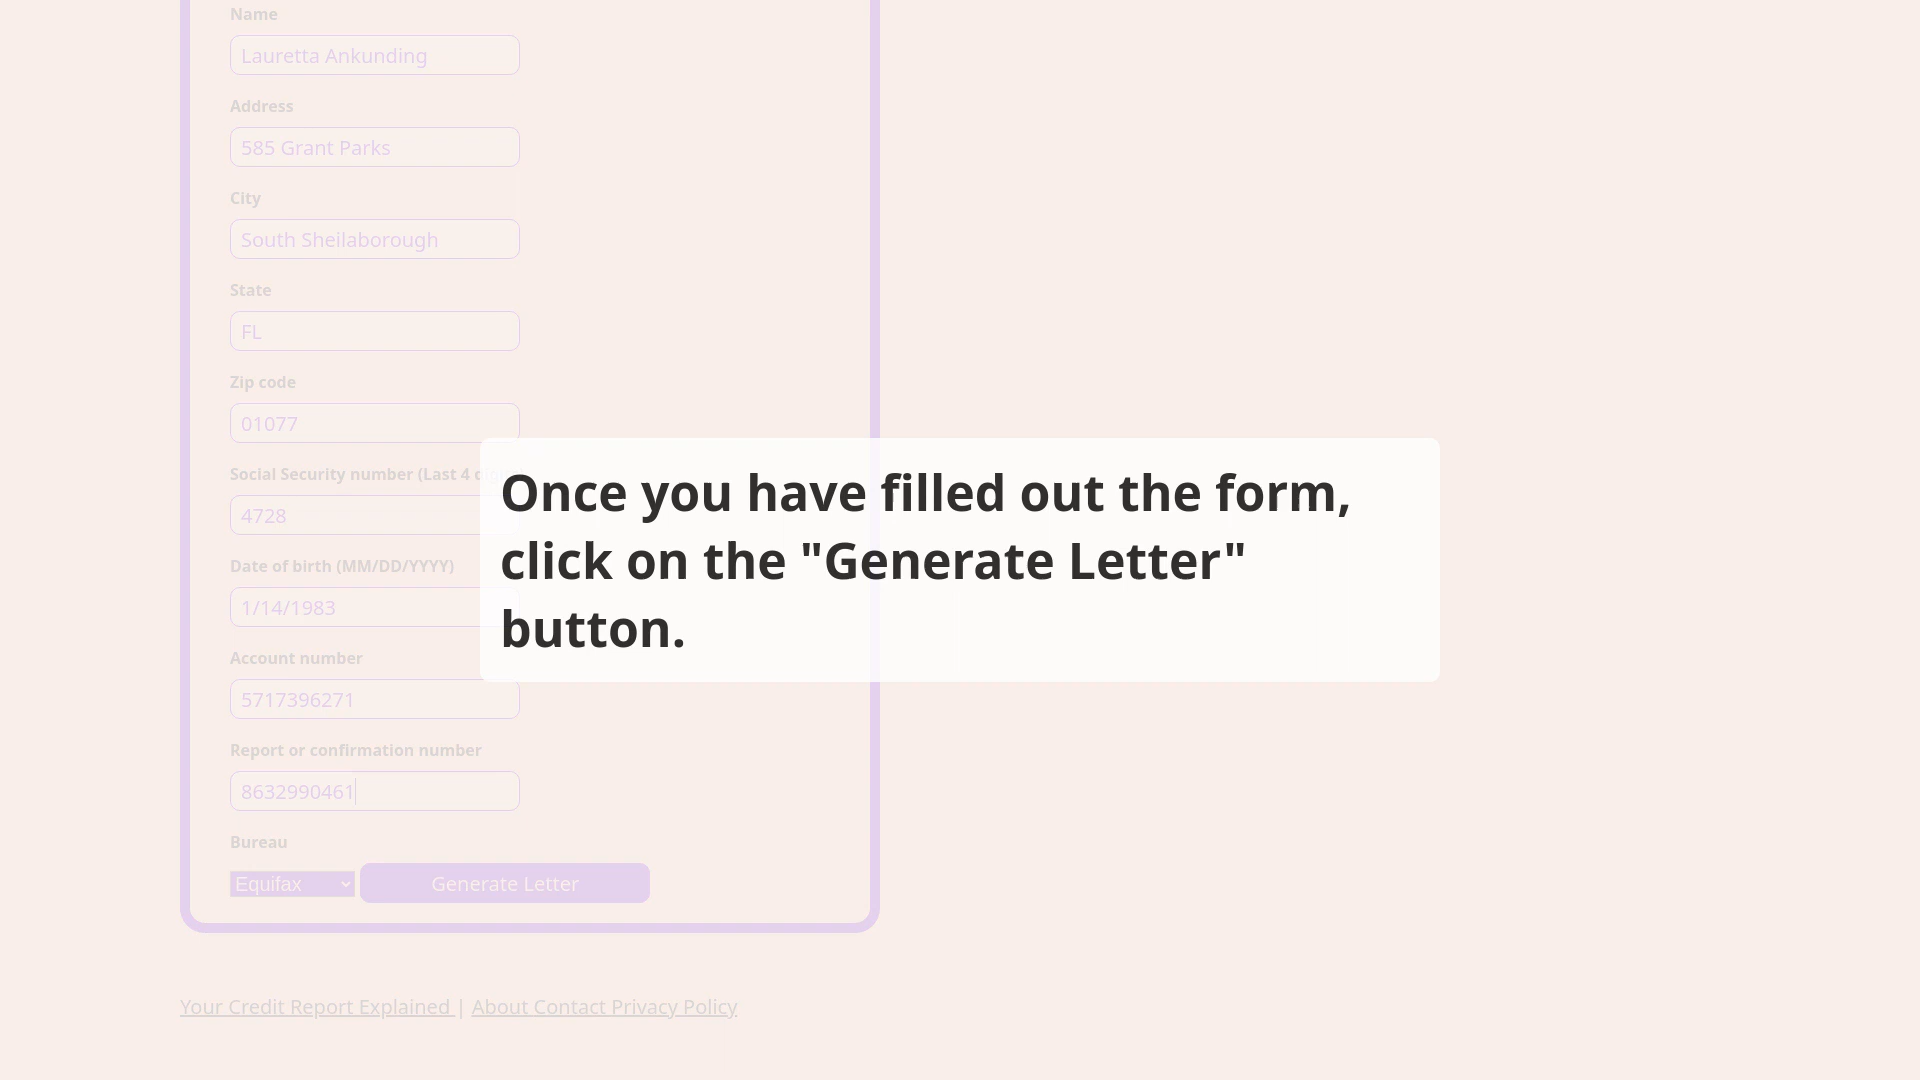 Name
Lauretta Ankunding
Address
585 Grant Parks
City
South Sheilaborough
State
FL
Zip code
01077
Social Security number (Last 4
4728
Date of birth (MM/DD/YYYY)
1/14/1983
Account number
5717396271
Report or confirmation number
8632990461
Bureau
Equifax
Generate Letter
Once you have filled out the form,
click on the "Generate Letter"
button.
Your Credit Report Explained | About Contact Privacy Policy